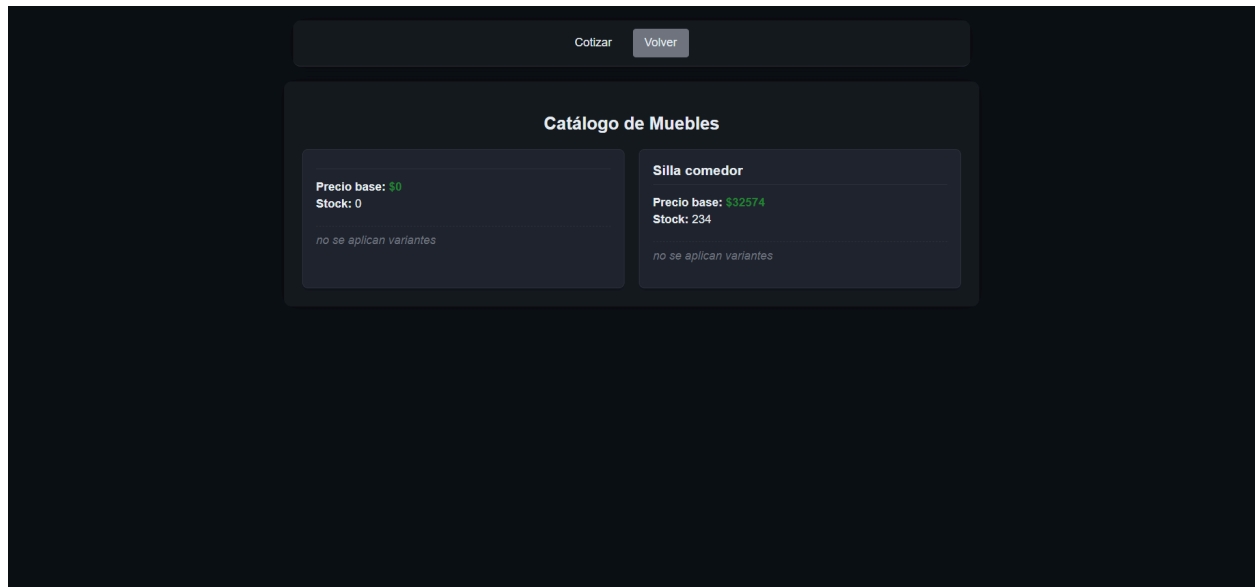 Cotizar
Volver
Catálogo de Muebles
Precio base: $0
Stock: 0
no se aplican variantes
Silla comedor
Precio base: $32574
Stock: 234
no se aplican variantes